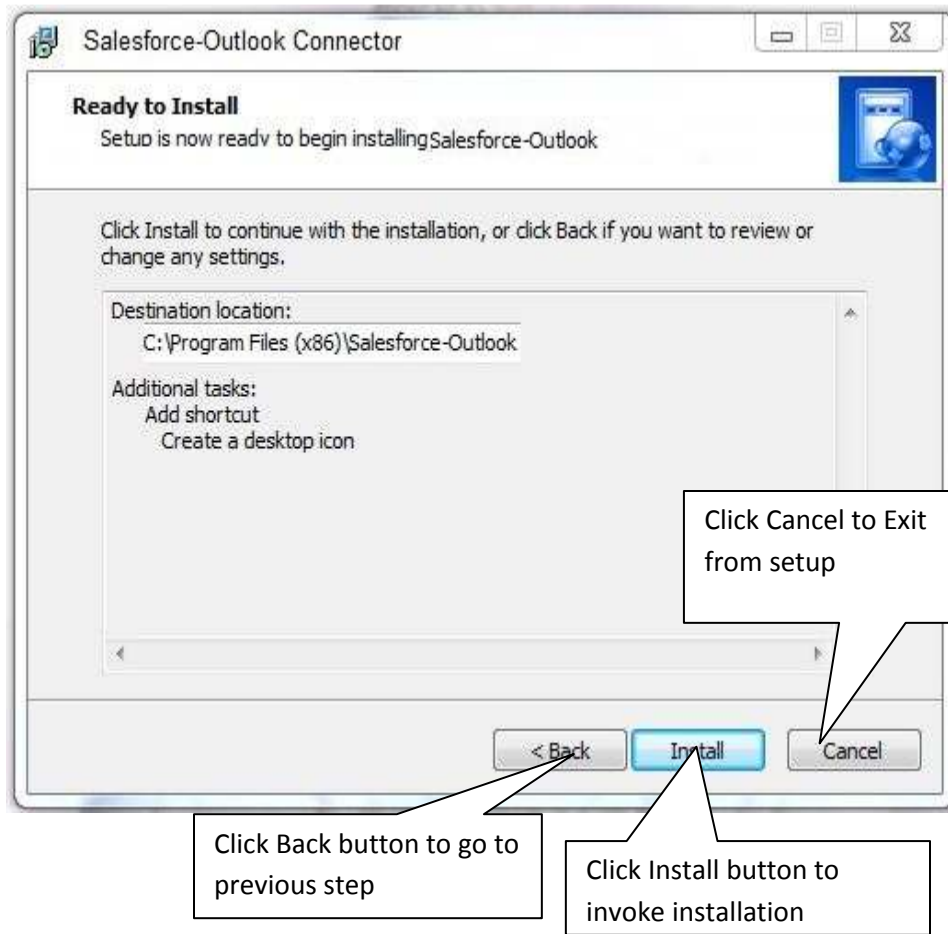 Salesforce-Outlook Connector
Ready to Install
Setup is now ready to begin installing Salesforce-Outlook
Click Install to continue with the installation, or click Back if you want to review or
change any settings.
Destination location:
C:\Program Files (x86)\Salesforce-Outlook
Additional tasks:
Add shortcut
Create a desktop icon
Click Cancel to Exit
from setup
< Back
Install
Cancel
Click Back button to go to
previous step
Click Install button to
invoke installation